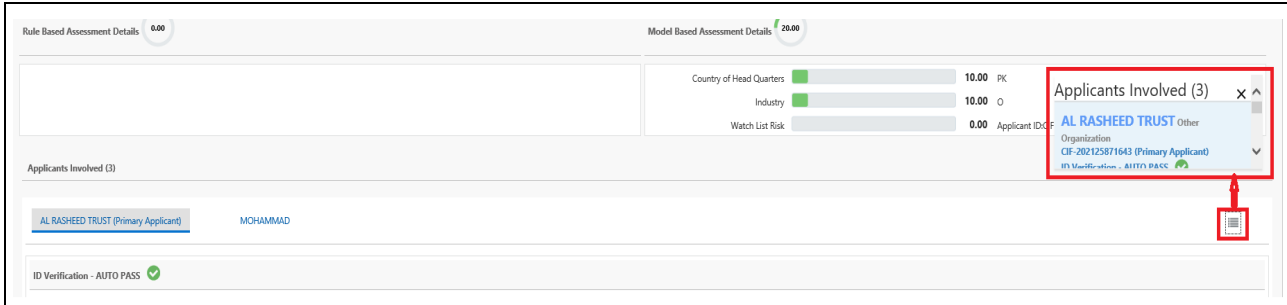 Rule Based Assessment Details 0.00
Model Based Assessment Details 20.00
Country of Head Quarters 10.00 PK
Industry 10.00 O
Watch List Risk 0.00 Applicant ID:CIF
Applicants Involved (3) X
AL RASHEED TRUST Other
Organization
CIF-202125871643 (Primary Applicant)
ID Verification - AUTO PASS
Applicants Involved (3)
AL RASHEED TRUST (Primary Applicant) MOHAMMAD
ID Verification - AUTO PASS